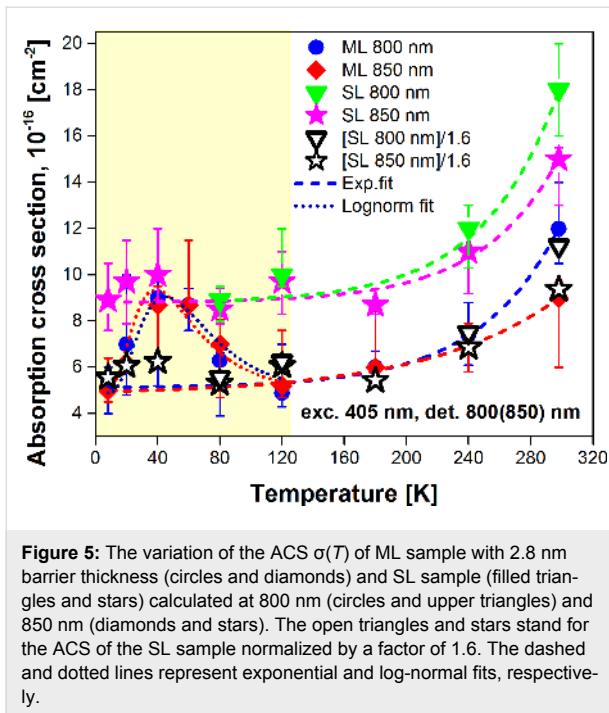 20
18
16
14
12
10
8
6
4
Absorption cross section, 10⁻¹⁶ [cm⁻²]
ML 800 nm
ML 850 nm
SL 800 nm
SL 850 nm
[SL 800 nm]/1.6
[SL 850 nm]/1.6
Exp.fit
Lognorm fit
exc. 405 nm, det. 800(850) nm
0 40 80 120 160 200 240 280 320
Temperature [K]
Figure 5: The variation of the ACS σ(T) of ML sample with 2.8 nm
barrier thickness (circles and diamonds) and SL sample (filled trian-
gles and stars) calculated at 800 nm (circles and upper triangles) and
850 nm (diamonds and stars). The open triangles and stars stand for
the ACS of the SL sample normalized by a factor of 1.6. The dashed
and dotted lines represent exponential and log-normal fits, respective-
ly.